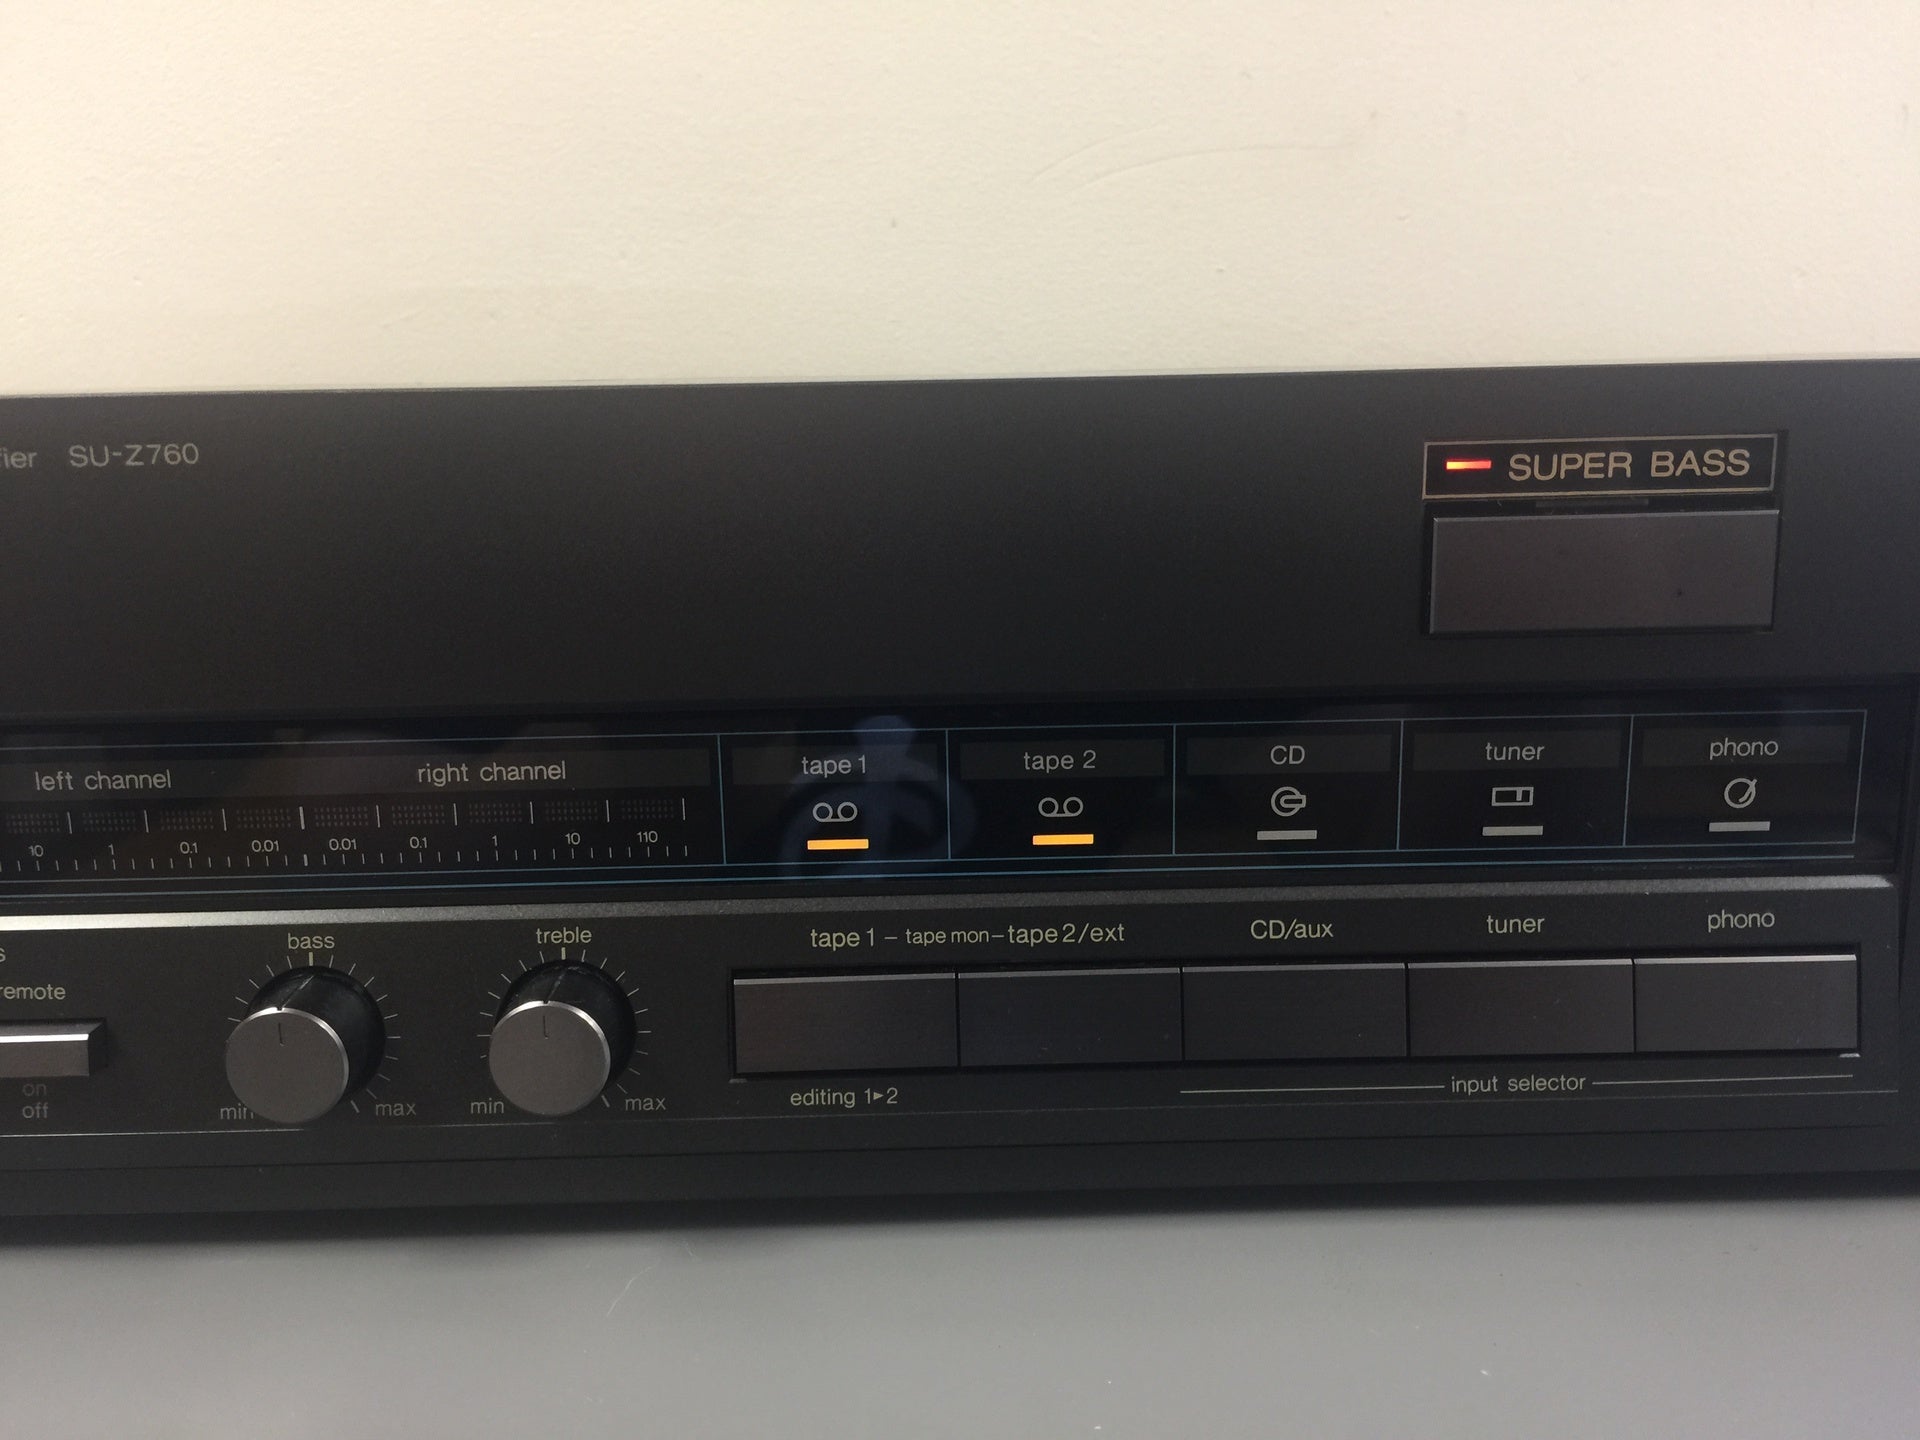 fier SU-Z760
SUPER BASS
left channel right channel
10 1 0.1 0.01 0.01 0.1 1 10 110
tape 1 tape 2 CD tuner phono
s
remote
on
off
bass
min max
treble
min max
tape 1 – tape mon – tape 2/ext CD/aux tuner phono
editing 1►2
input selector